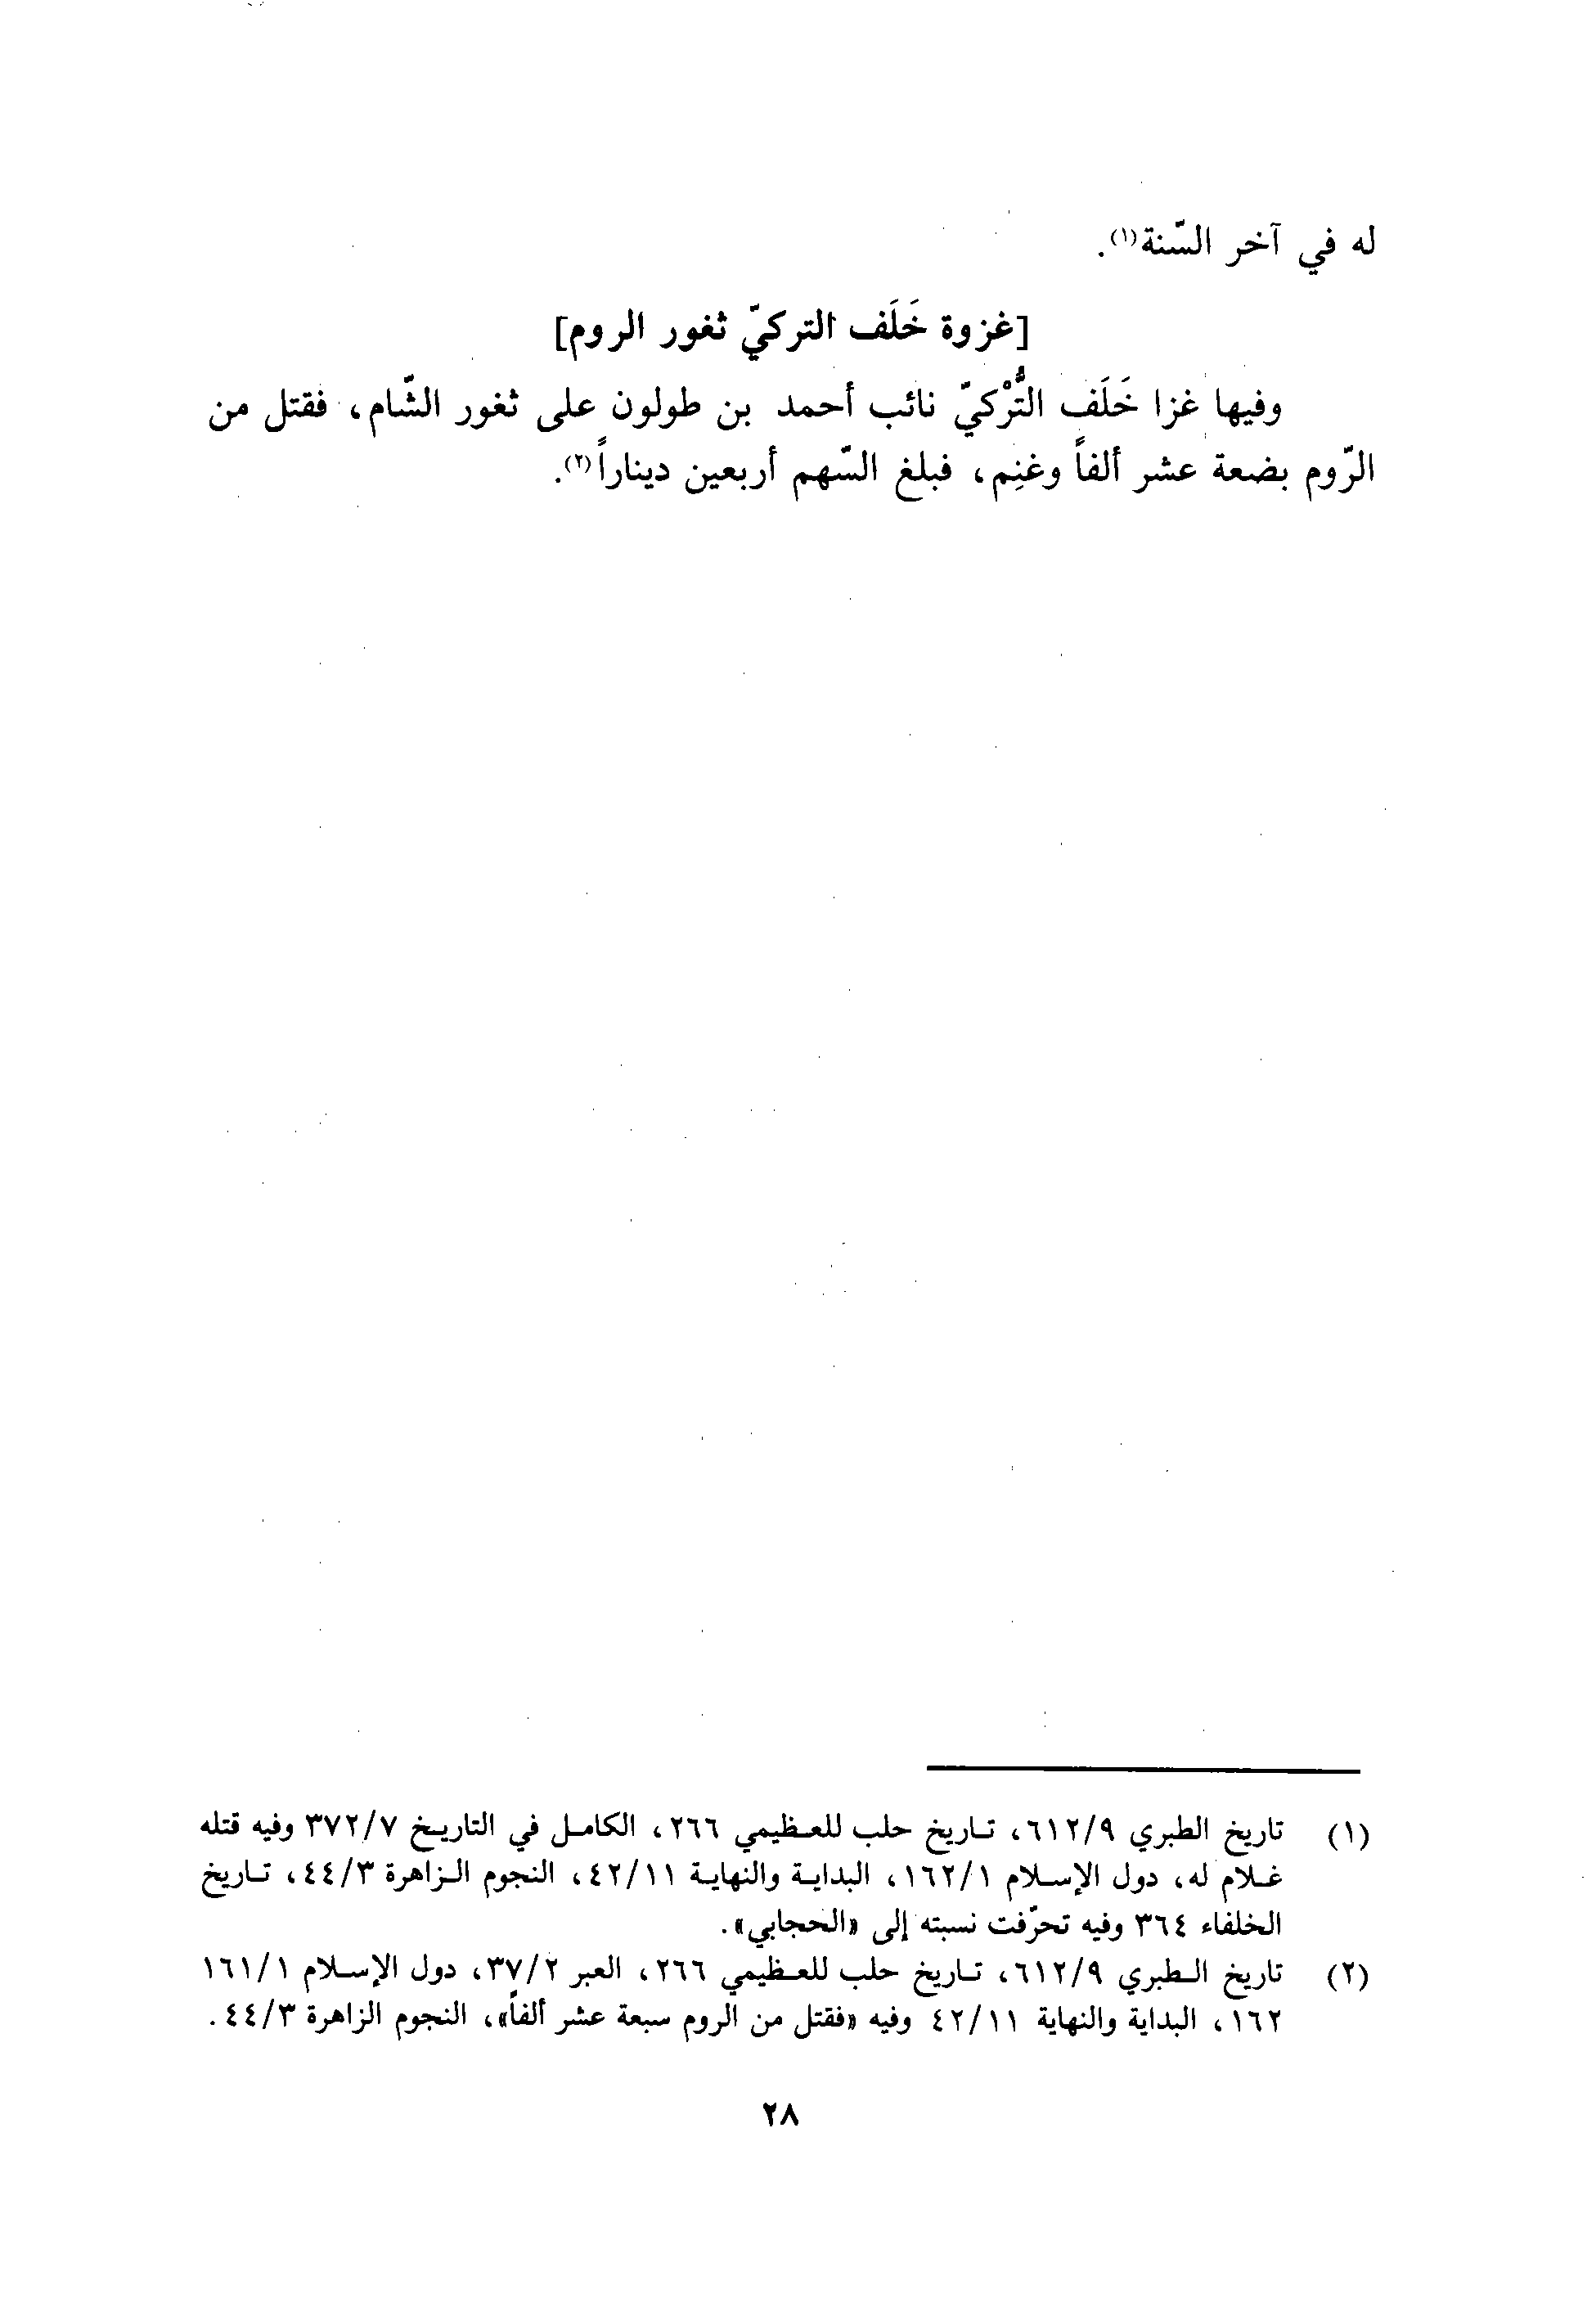 له في آخر السّنة(١).
[غزوة خَلَف التركيّ ثغور الروم]
وفيها غزا خَلَف التُّرْكيّ نائب أحمد بن طولون على ثغور الشّام، فقتل من
الرّوم بضعة عشر ألفاً وغنِم، فبلغ السّهم أربعين ديناراً(٢).
(١) تاريخ الطبري ٦١٢/٩، تاريخ حلب للعظيمي ٢٦٦، الكامل في التاريخ ٣٧٢/٧ وفيه قتله
غلام له، دول الإسلام ١٦٢/١، البداية والنهاية ٤٢/١١، النجوم الزاهرة ٤٤/٣، تاريخ
الخلفاء ٣٦٤ وفيه تحرّفت نسبته إلى «الحجابي».
(٢) تاريخ الطبري ٦١٢/٩، تاريخ حلب للعظيمي ٢٦٦، العبر ٣٧/٢، دول الإسلام ١٦١/١
١٦٢، البداية والنهاية ٤٢/١١ وفيه «فقتل من الروم سبعة عشر ألفاً»، النجوم الزاهرة ٤٤/٣.
٢٨